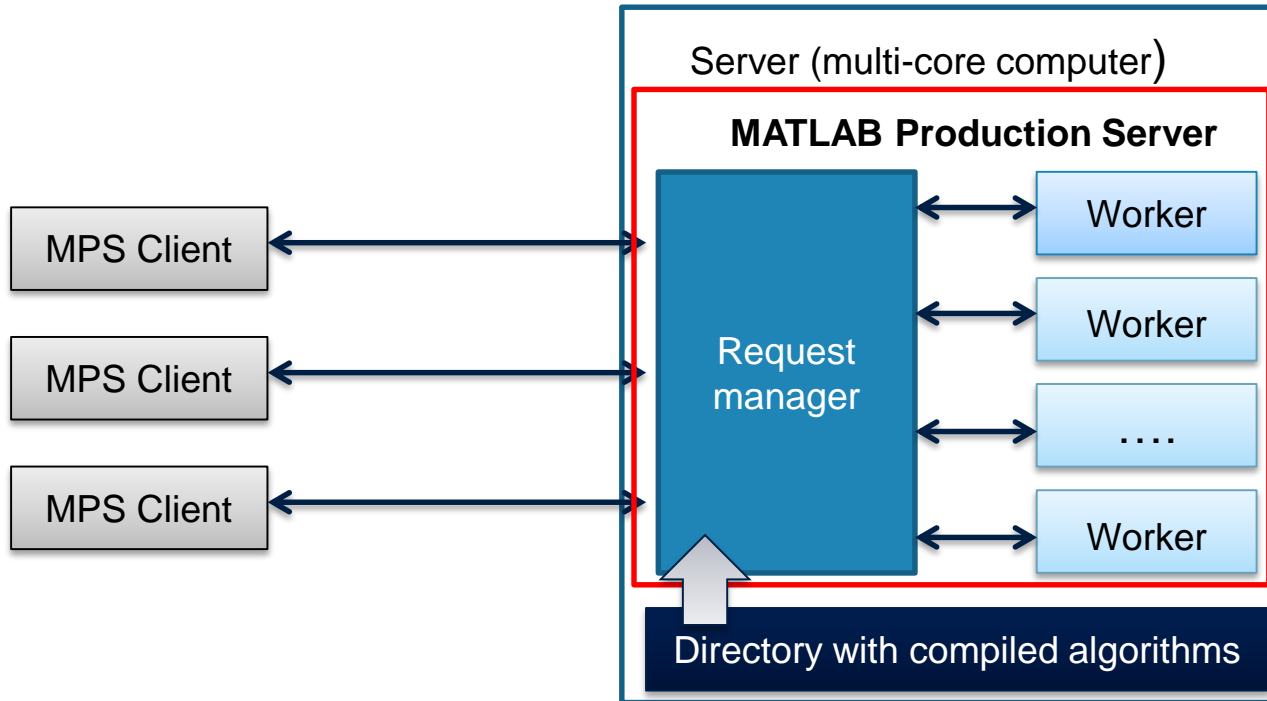 Server (multi-core computer)
MATLAB Production Server
MPS Client
MPS Client
MPS Client
Request
manager
Worker
Worker
....
Worker
Directory with compiled algorithms